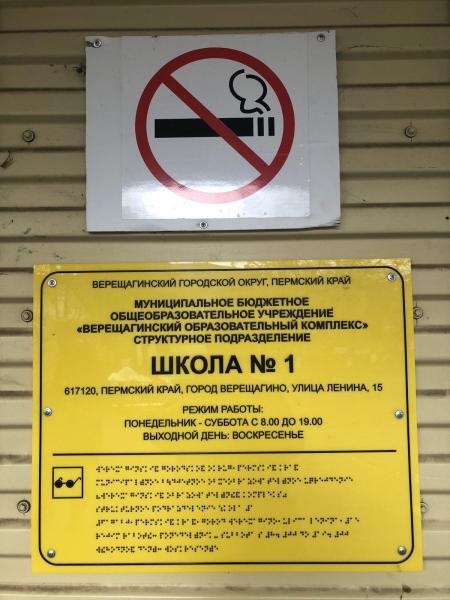 ВЕРЕЩАГИНСКИЙ ГОРОДСКОЙ ОКРУГ, ПЕРМСКИЙ КРАЙ
МУНИЦИПАЛЬНОЕ БЮДЖЕТНОЕ
ОБЩЕОБРАЗОВАТЕЛЬНОЕ УЧРЕЖДЕНИЕ
«ВЕРЕЩАГИНСКИЙ ОБРАЗОВАТЕЛЬНЫЙ КОМПЛЕКС»
СТРУКТУРНОЕ ПОДРАЗДЕЛЕНИЕ
ШКОЛА № 1
617120, ПЕРМСКИЙ КРАЙ, ГОРОД ВЕРЕЩАГИНО, УЛИЦА ЛЕНИНА, 15
РЕЖИМ РАБОТЫ:
ПОНЕДЕЛЬНИК - СУББОТА С 8.00 ДО 19.00
ВЫХОДНОЙ ДЕНЬ: ВОСКРЕСЕНЬЕ